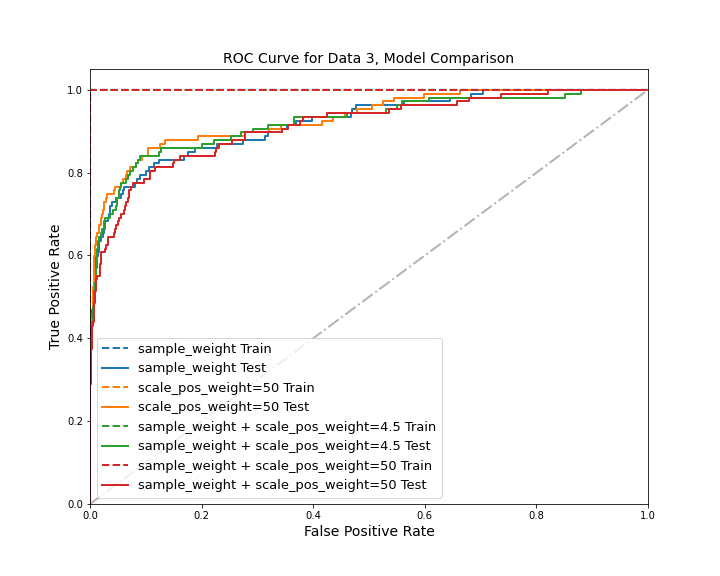 ROC Curve for Data 3, Model Comparison
True Positive Rate
1.0
0.8
0.6
0.4
0.2
0.0
sample_weight Train
sample_weight Test
scale_pos_weight=50 Train
scale_pos_weight=50 Test
sample_weight + scale_pos_weight=4.5 Train
sample_weight + scale_pos_weight=4.5 Test
sample_weight + scale_pos_weight=50 Train
sample_weight + scale_pos_weight=50 Test
0.0 0.2 0.4 0.6 0.8 1.0
False Positive Rate